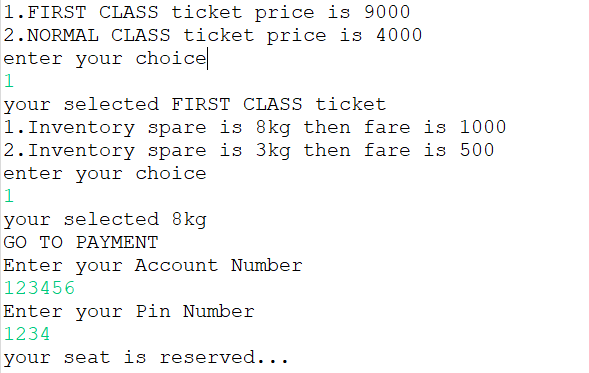 1.FIRST CLASS ticket price is 9000
2.NORMAL CLASS ticket price is 4000
enter your choice
1
your selected FIRST CLASS ticket
1.Inventory spare is 8kg then fare is 1000
2.Inventory spare is 3kg then fare is 500
enter your choice
1
your selected 8kg
GO TO PAYMENT
Enter your Account Number
123456
Enter your Pin Number
1234
your seat is reserved...